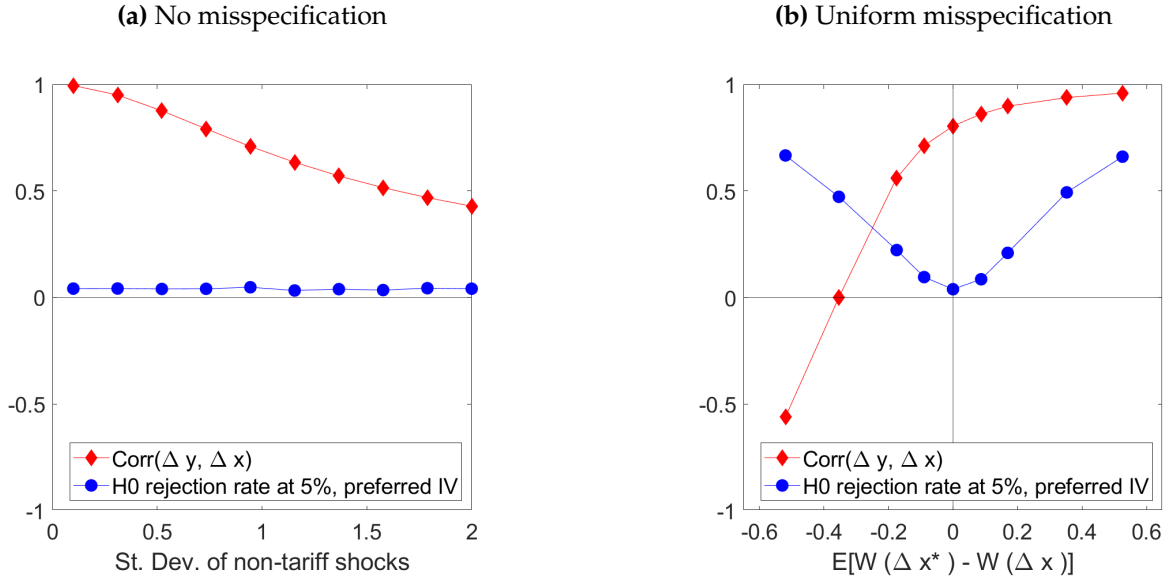 (a) No misspecification
1
0.5
0
-0.5
-1
0
0.5
1
1.5
2
Corr(Δ y, Δ x)
H0 rejection rate at 5%, preferred IV
St. Dev. of non-tariff shocks
(b) Uniform misspecification
1
0.5
0
-0.5
-1
-0.6
-0.4
-0.2
0
0.2
0.4
0.6
Corr(Δ y, Δ x)
H0 rejection rate at 5%, preferred IV
E[W (Δ x* ) - W (Δ x )]